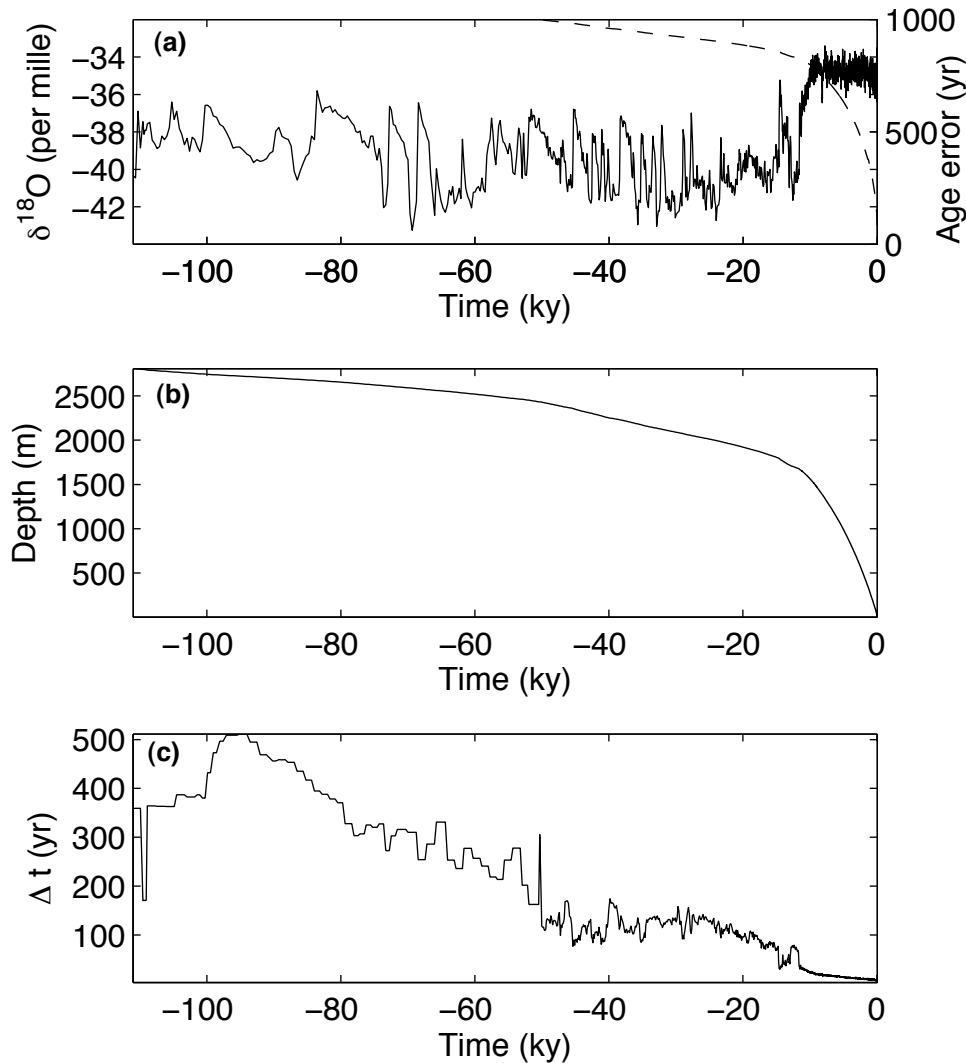 (a)
δ18O (per mille)
−34
−36
−38
−40
−42
1000
500
0
Age error (yr)
−100 −80 −60 −40 −20 0
Time (ky)
(b)
Depth (m)
2500
2000
1500
1000
500
−100 −80 −60 −40 −20 0
Time (ky)
(c)
Δ t (yr)
500
400
300
200
100
−100 −80 −60 −40 −20 0
Time (ky)